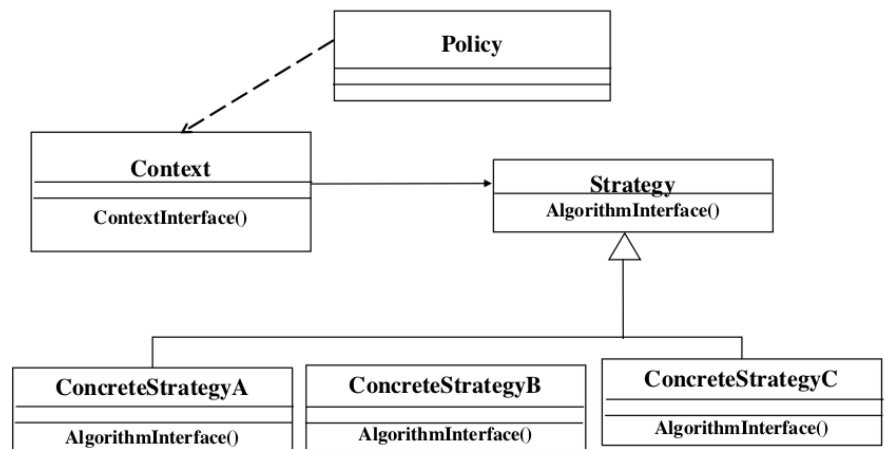 Policy
Context
ContextInterface()
Strategy
AlgorithmInterface()
ConcreteStrategyA
AlgorithmInterface()
ConcreteStrategyB
AlgorithmInterface()
ConcreteStrategyC
AlgorithmInterface()